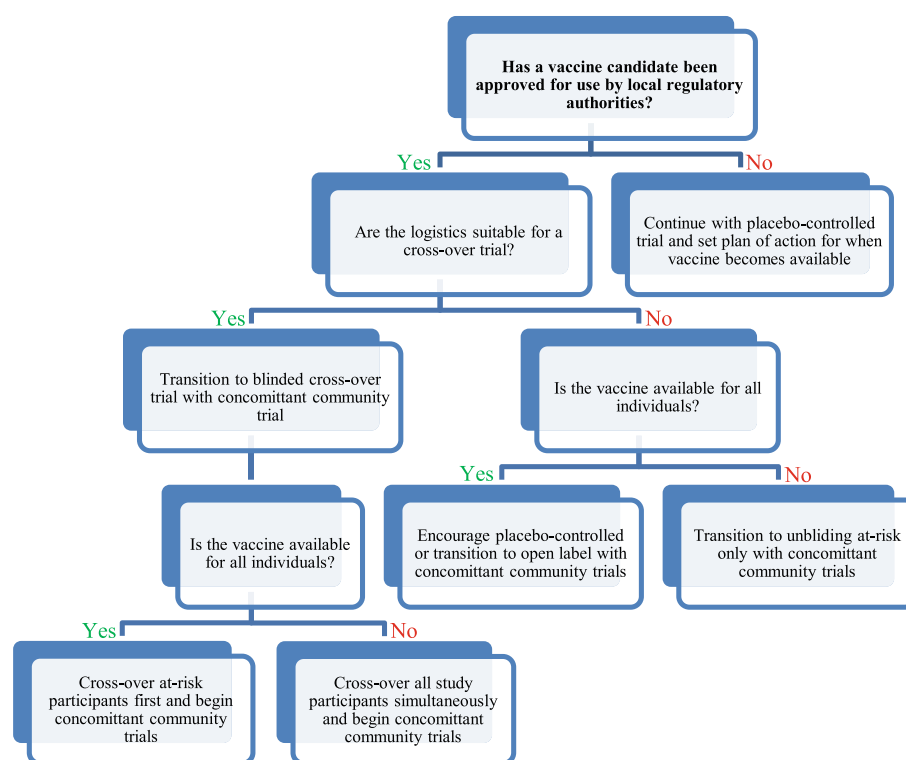 Has a vaccine candidate been
approved for use by local regulatory
authorities?
Yes
No
Are the logistics suitable for a
cross-over trial?
Continue with placebo-controlled
trial and set plan of action for when
vaccine becomes available
Yes
No
Transition to blinded cross-over
trial with concomittant community
trial
Is the vaccine available for all
individuals?
Yes
No
Is the vaccine available
for all individuals?
Encourage placebo-controlled
or transition to open label with
concomittant community trials
Transition to unbliding at-risk
only with concomittant
community trials
Yes
No
Cross-over at-risk
participants first and begin
concomittant community
trials
Cross-over all study
participants simultaneously
and begin concomittant
community trials